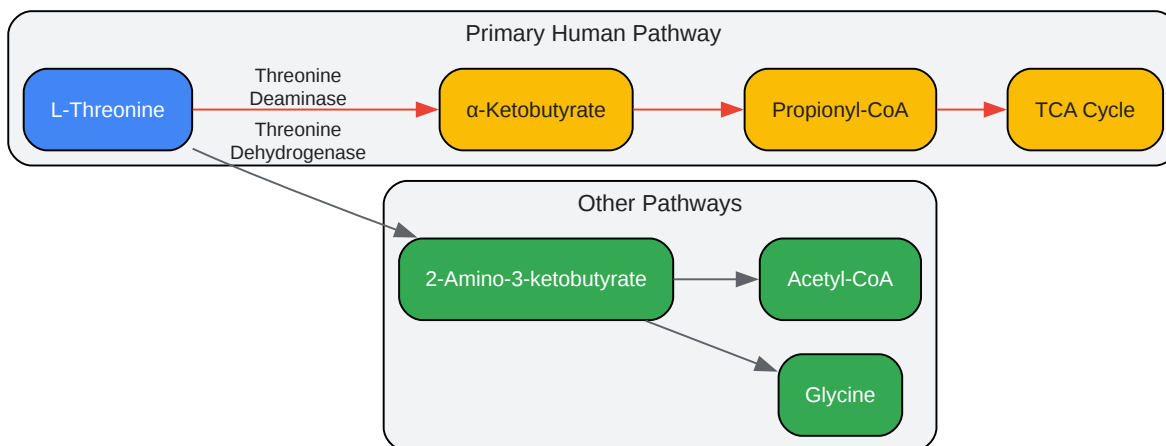 Primary Human Pathway
L-Threonine
Threonine
Deaminase
α-Ketobutyrate
Propionyl-CoA
TCA Cycle
Threonine
Dehydrogenase
Other Pathways
2-Amino-3-ketobutyrate
Acetyl-CoA
Glycine